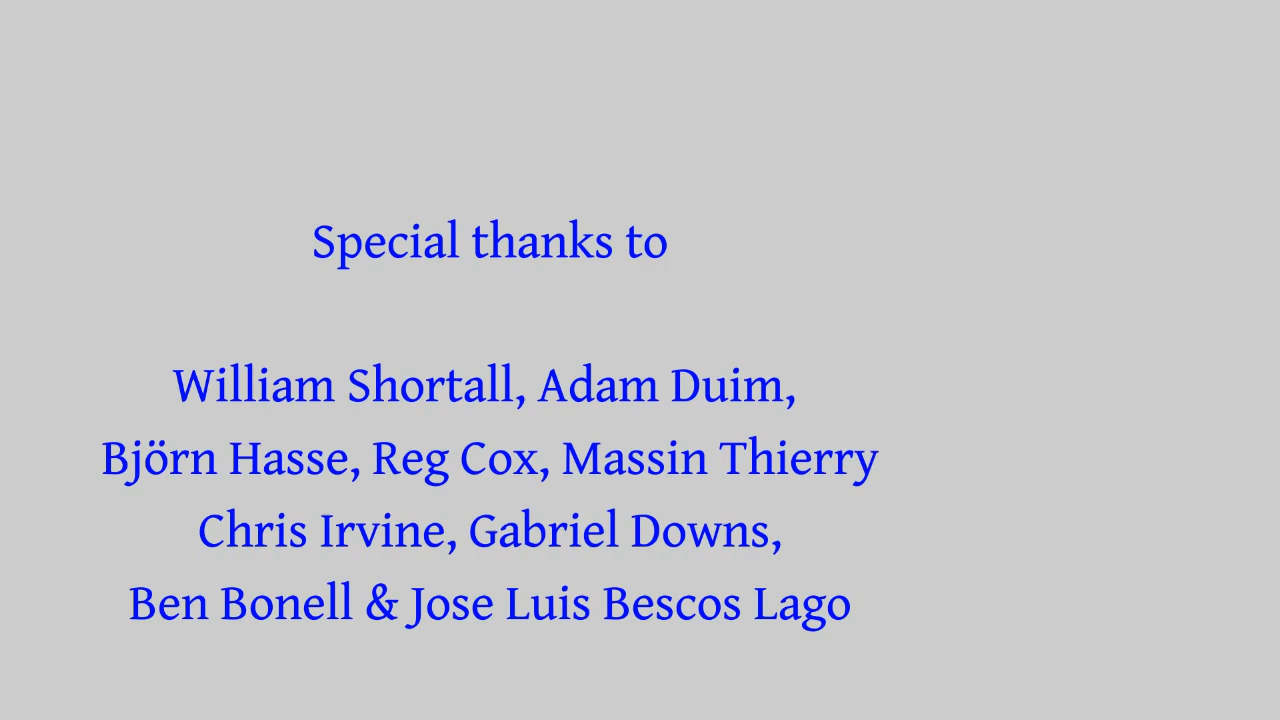 Special thanks to
William Shortall, Adam Duim,
Björn Hasse, Reg Cox, Massin Thierry
Chris Irvine, Gabriel Downs,
Ben Bonell & Jose Luis Bescos Lago